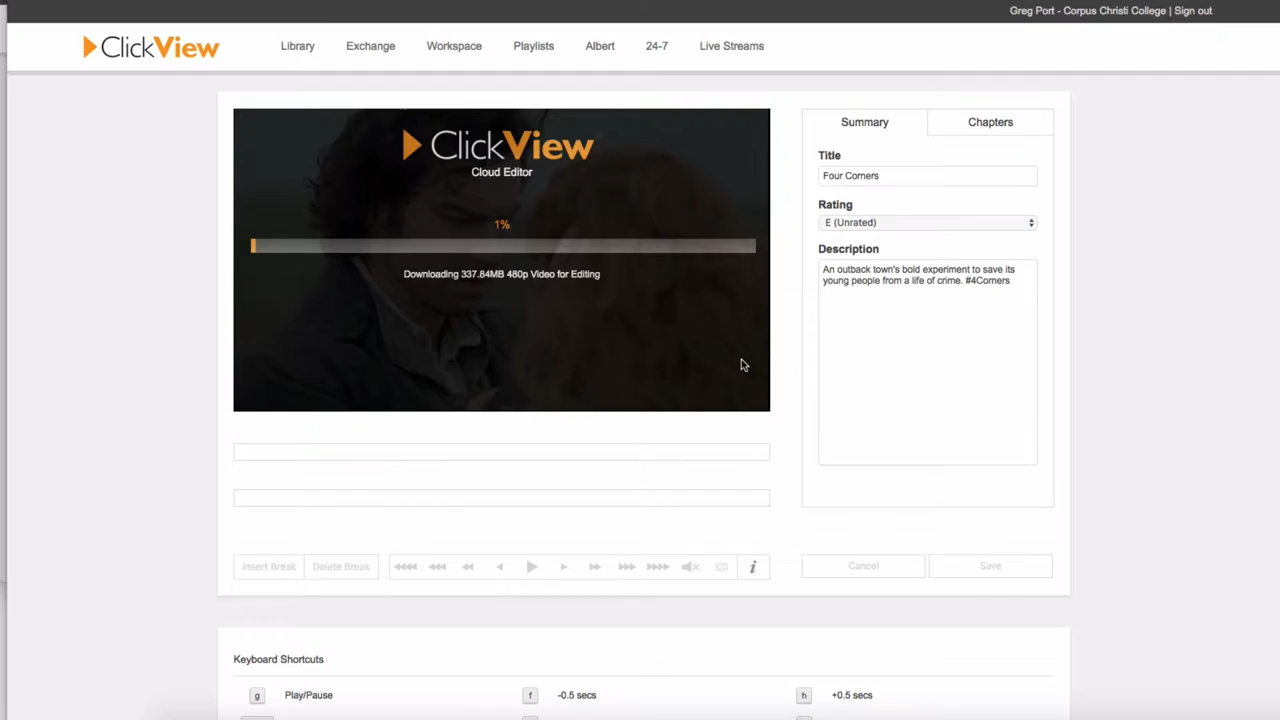 Greg Port - Corpus Christi College | Sign out
ClickView
Library Exchange Workspace Playlists Albert 24-7 Live Streams
ClickView
Cloud Editor
1%
Downloading 337.84MB 480p Video for Editing
Summary Chapters
Title
Four Corners
Rating
E (Unrated)
Description
An outback town's bold experiment to save its
young people from a life of crime. #4Corners
Insert Break Delete Break CC i Cancel Save
Keyboard Shortcuts
g Play/Pause f -0.5 secs h +0.5 secs